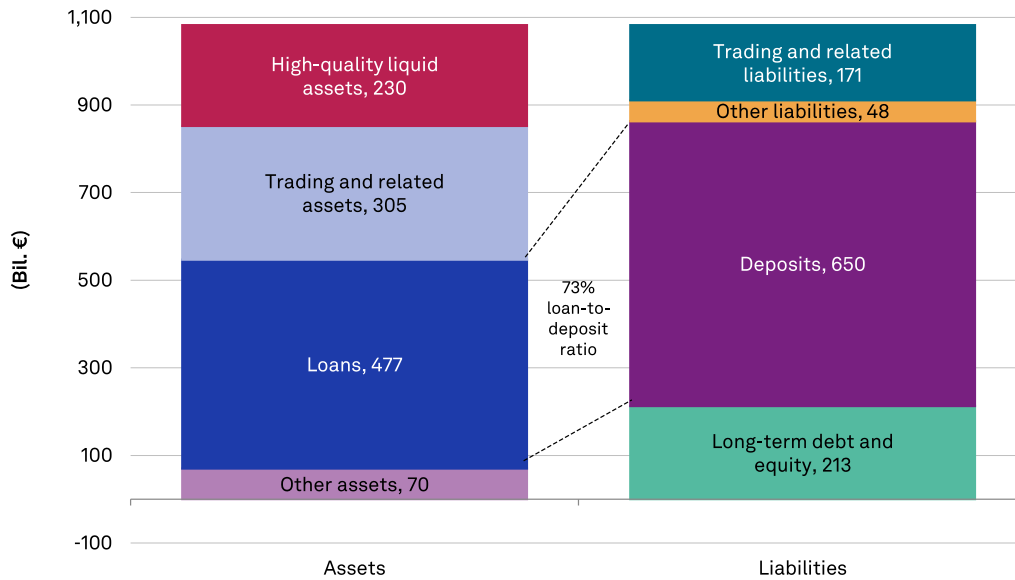 1,100
900
700
500
300
100
-100
(Bil. €)
High-quality liquid
assets, 230
Trading and related
assets, 305
Loans, 477
Other assets, 70
73%
loan-to-
deposit
ratio
Trading and related
liabilities, 171
Other liabilities, 48
Deposits, 650
Long-term debt and
equity, 213
Assets
Liabilities